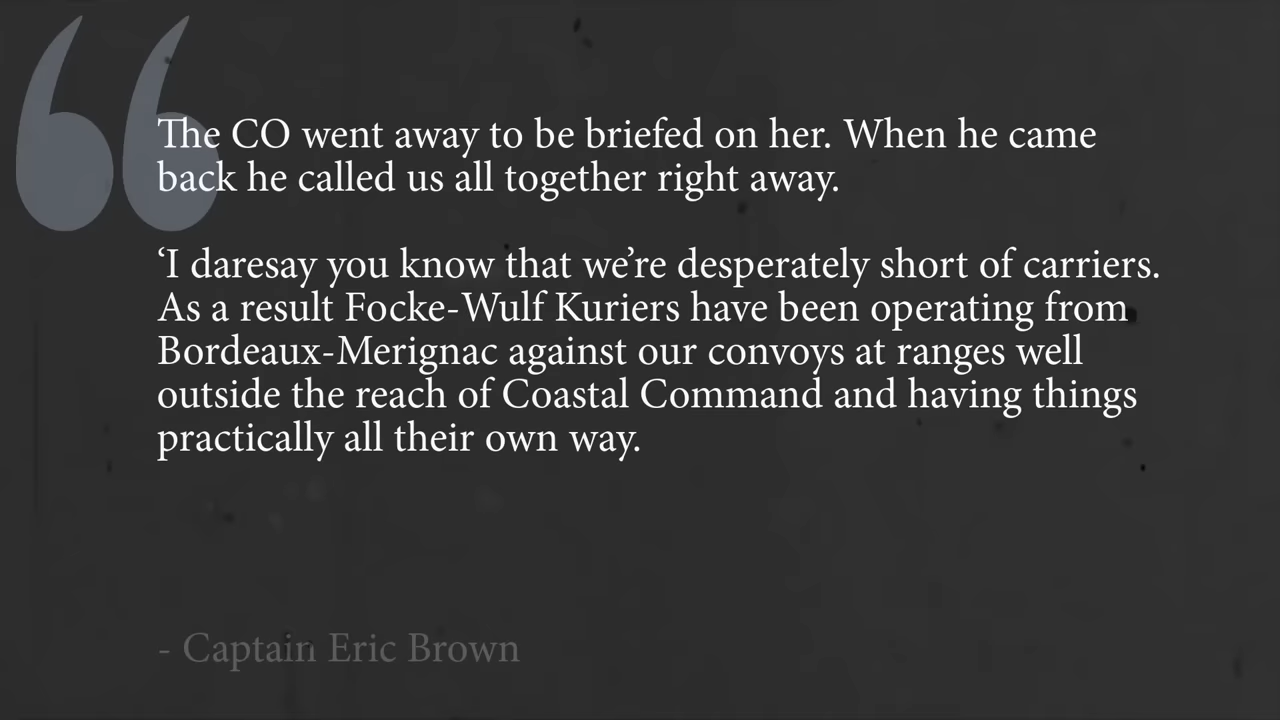 The CO went away to be briefed on her. When he came
back he called us all together right away.
‘I daresay you know that we’re desperately short of carriers.
As a result Focke-Wulf Kuriers have been operating from
Bordeaux-Merignac against our convoys at ranges well
outside the reach of Coastal Command and having things
practically all their own way.
- Captain Eric Brown